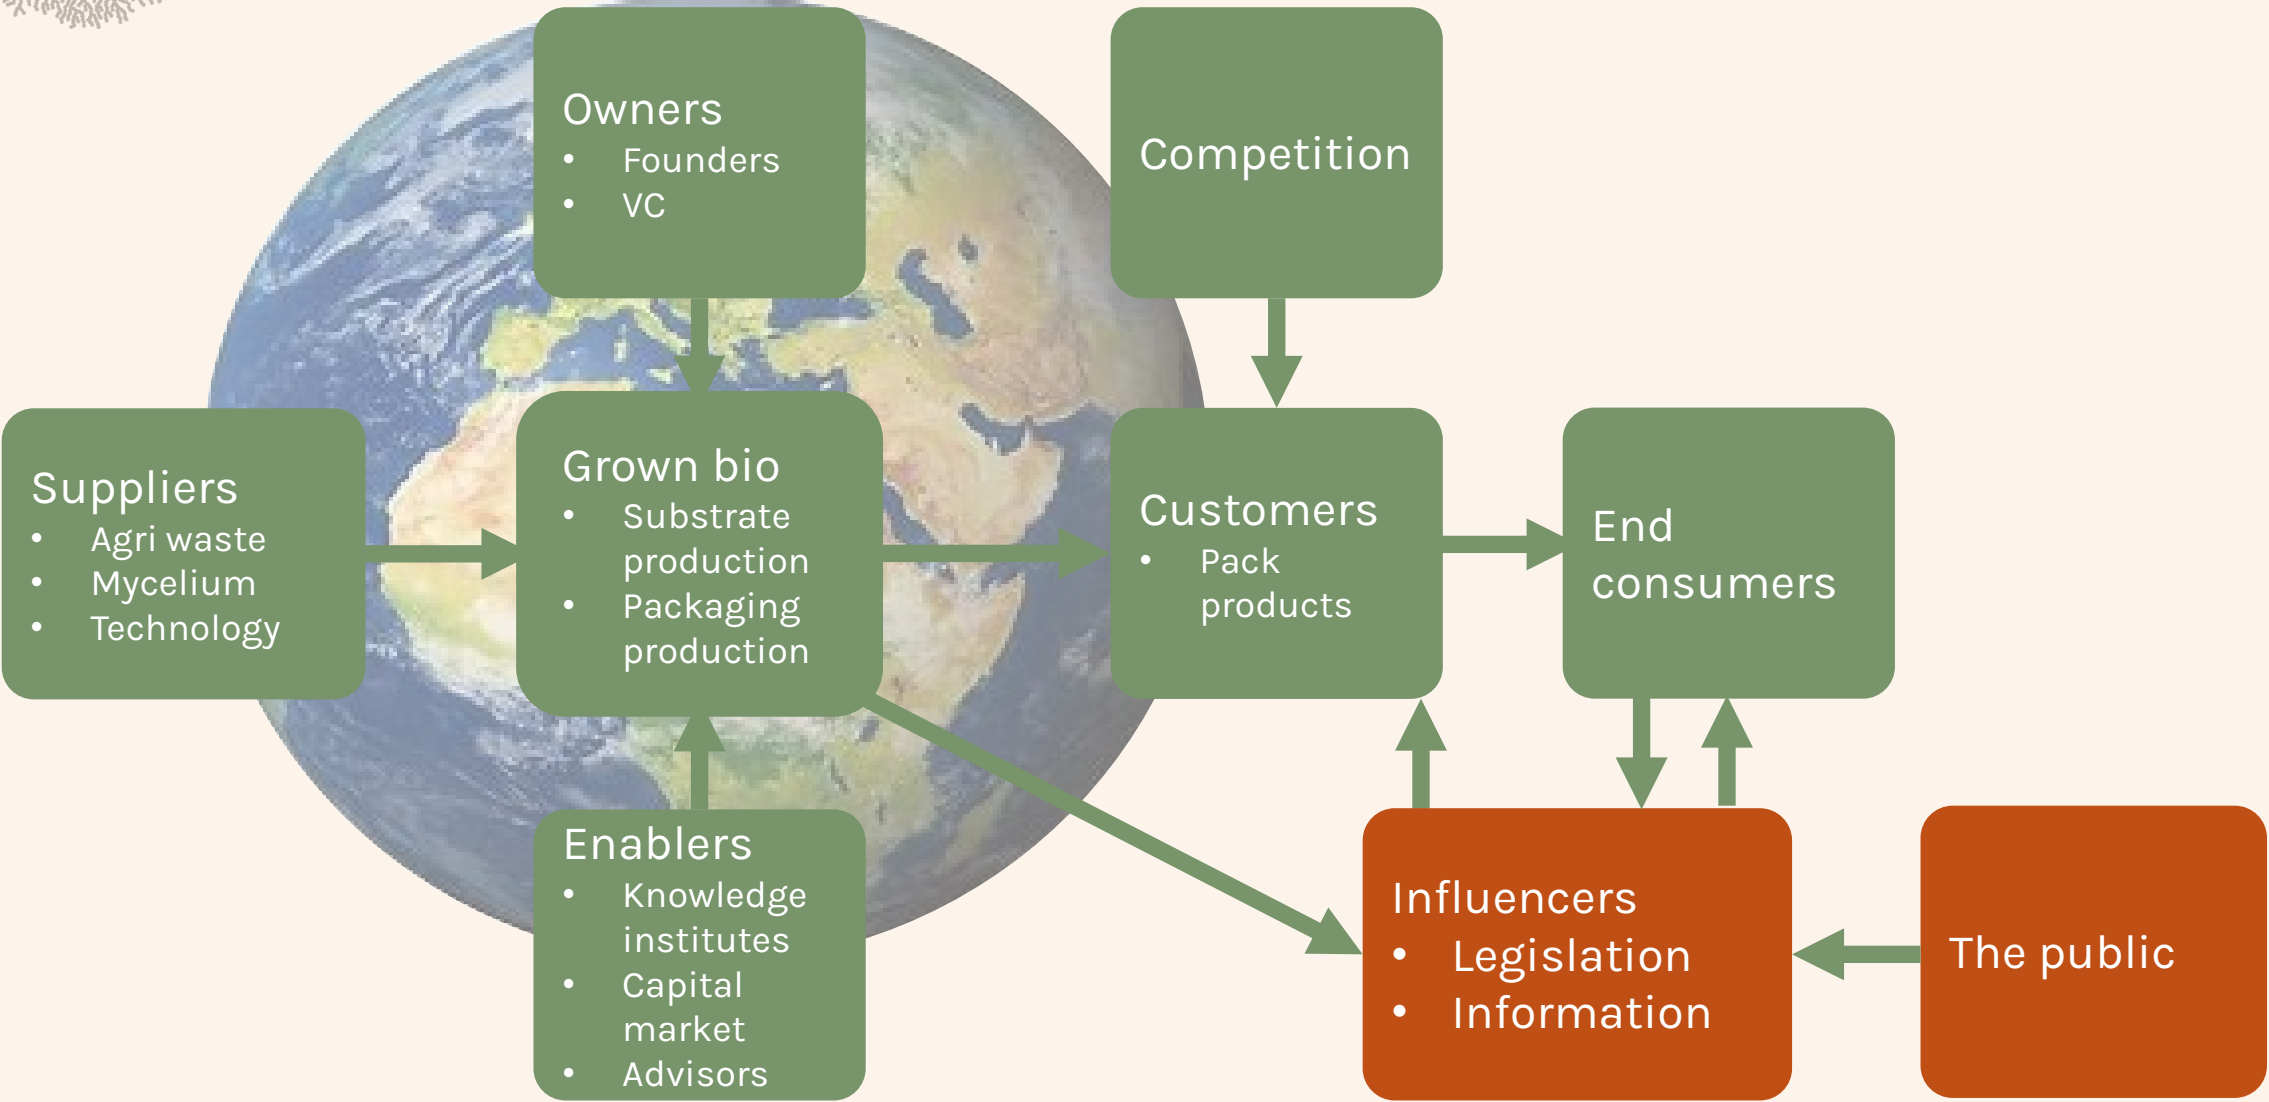 Owners
• Founders
• VC
Competition
Suppliers
• Agri waste
• Mycelium
• Technology
Grown bio
• Substrate
production
• Packaging
production
Customers
• Pack
products
End
consumers
Enablers
• Knowledge
institutes
• Capital
market
• Advisors
Influencers
• Legislation
• Information
The public